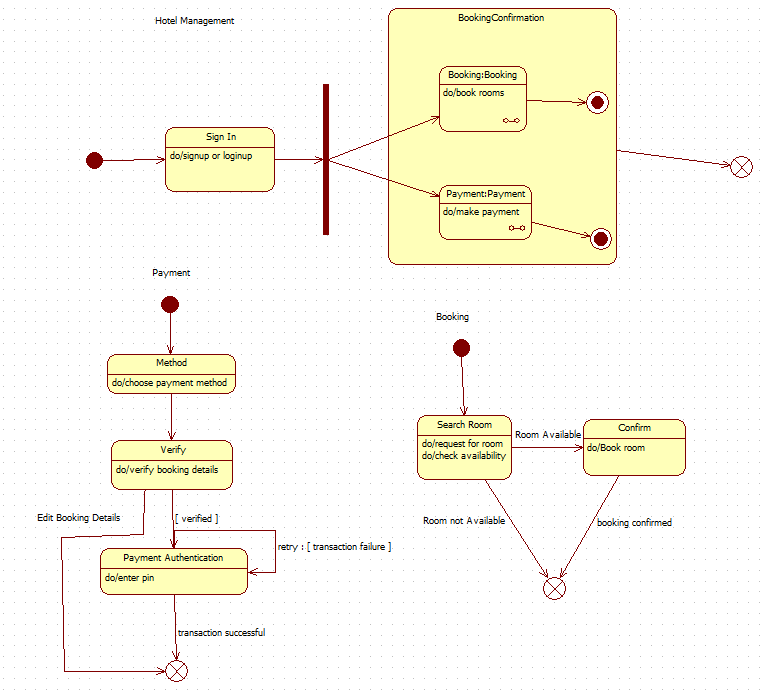 Hotel Management
BookingConfirmation
Booking:Booking
do/book rooms
Sign In
do/signup or loginup
Payment:Payment
do/make payment
Payment
Method
do/choose payment method
Verify
do/verify booking details
Edit Booking Details
[ verified ]
retry : [ transaction failure ]
Payment Authentication
do/enter pin
transaction successful
Booking
Search Room
do/request for room
do/check availability
Room Available
Confirm
do/Book room
Room not Available
booking confirmed